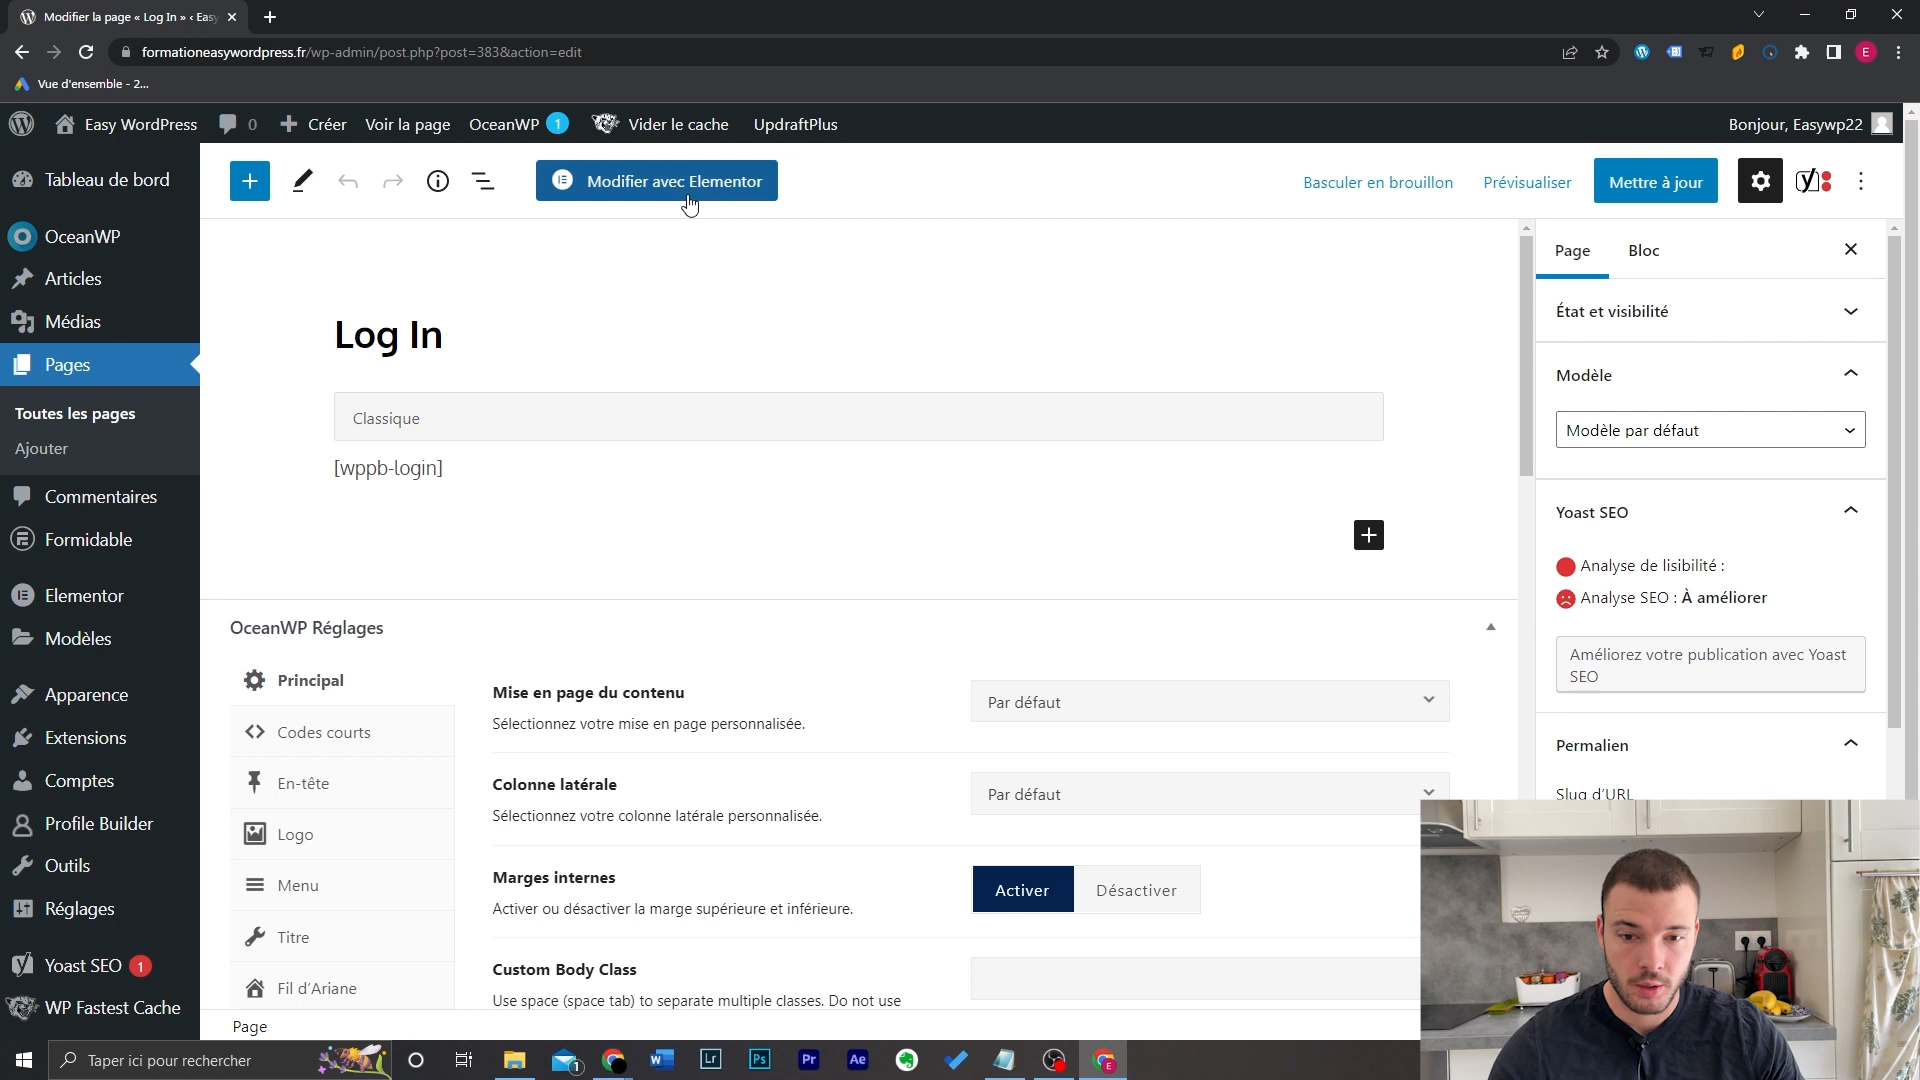 Modifier la page « Log In » ‹ Easy
formationeasywordpress.fr/wp-admin/post.php?post=383&action=edit
E
Vue d'ensemble - 2...
Easy WordPress
0
Créer
Voir la page
OceanWP 1
Vider le cache
UpdraftPlus
Bonjour, Easywp22
Tableau de bord
OceanWP
Articles
Médias
Pages
Toutes les pages
Ajouter
Commentaires
Formidable
Elementor
Modèles
Apparence
Extensions
Comptes
Profile Builder
Outils
Réglages
Yoast SEO 1
WP Fastest Cache
Modifier avec Elementor
Basculer en brouillon
Prévisualiser
Mettre à jour
Log In
Classique
[wppb-login]
OceanWP Réglages
Principal
Codes courts
En-tête
Logo
Menu
Titre
Fil d'Ariane
Mise en page du contenu
Sélectionnez votre mise en page personnalisée.
Par défaut
Colonne latérale
Sélectionnez votre colonne latérale personnalisée.
Par défaut
Marges internes
Activer ou désactiver la marge supérieure et inférieure.
Activer
Désactiver
Custom Body Class
Use space (space tab) to separate multiple classes. Do not use
Page
Page
Bloc
État et visibilité
Modèle
Modèle par défaut
Yoast SEO
Analyse de lisibilité :
Analyse SEO : À améliorer
Améliorez votre publication avec Yoast
SEO
Permalien
Slug d'URL
Taper ici pour rechercher
1
W
Lr
Ps
Pr
Ae
E